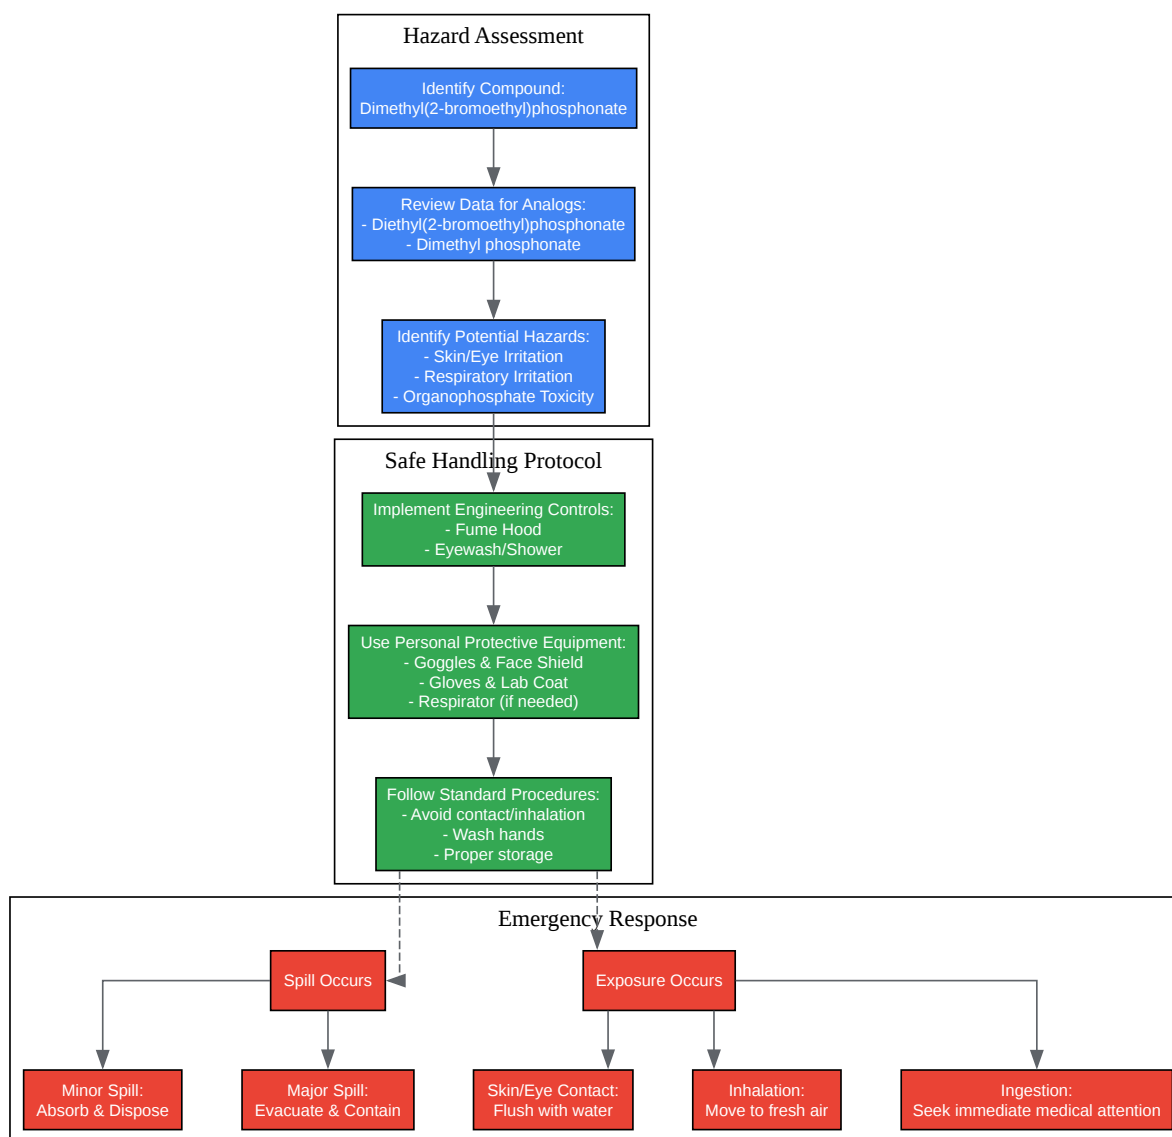 Hazard Assessment
Identify Compound:
Dimethyl(2-bromoethyl)phosphonate
Review Data for Analogs:
- Diethyl(2-bromoethyl)phosphonate
- Dimethyl phosphonate
Identify Potential Hazards:
- Skin/Eye Irritation
- Respiratory Irritation
- Organophosphate Toxicity
Safe Handling Protocol
Implement Engineering Controls:
- Fume Hood
- Eyewash/Shower
Use Personal Protective Equipment:
- Goggles & Face Shield
- Gloves & Lab Coat
- Respirator (if needed)
Follow Standard Procedures:
- Avoid contact/inhalation
- Wash hands
- Proper storage
Emergency Response
Spill Occurs
Exposure Occurs
Minor Spill:
Absorb & Dispose
Major Spill:
Evacuate & Contain
Skin/Eye Contact:
Flush with water
Inhalation:
Move to fresh air
Ingestion:
Seek immediate medical attention